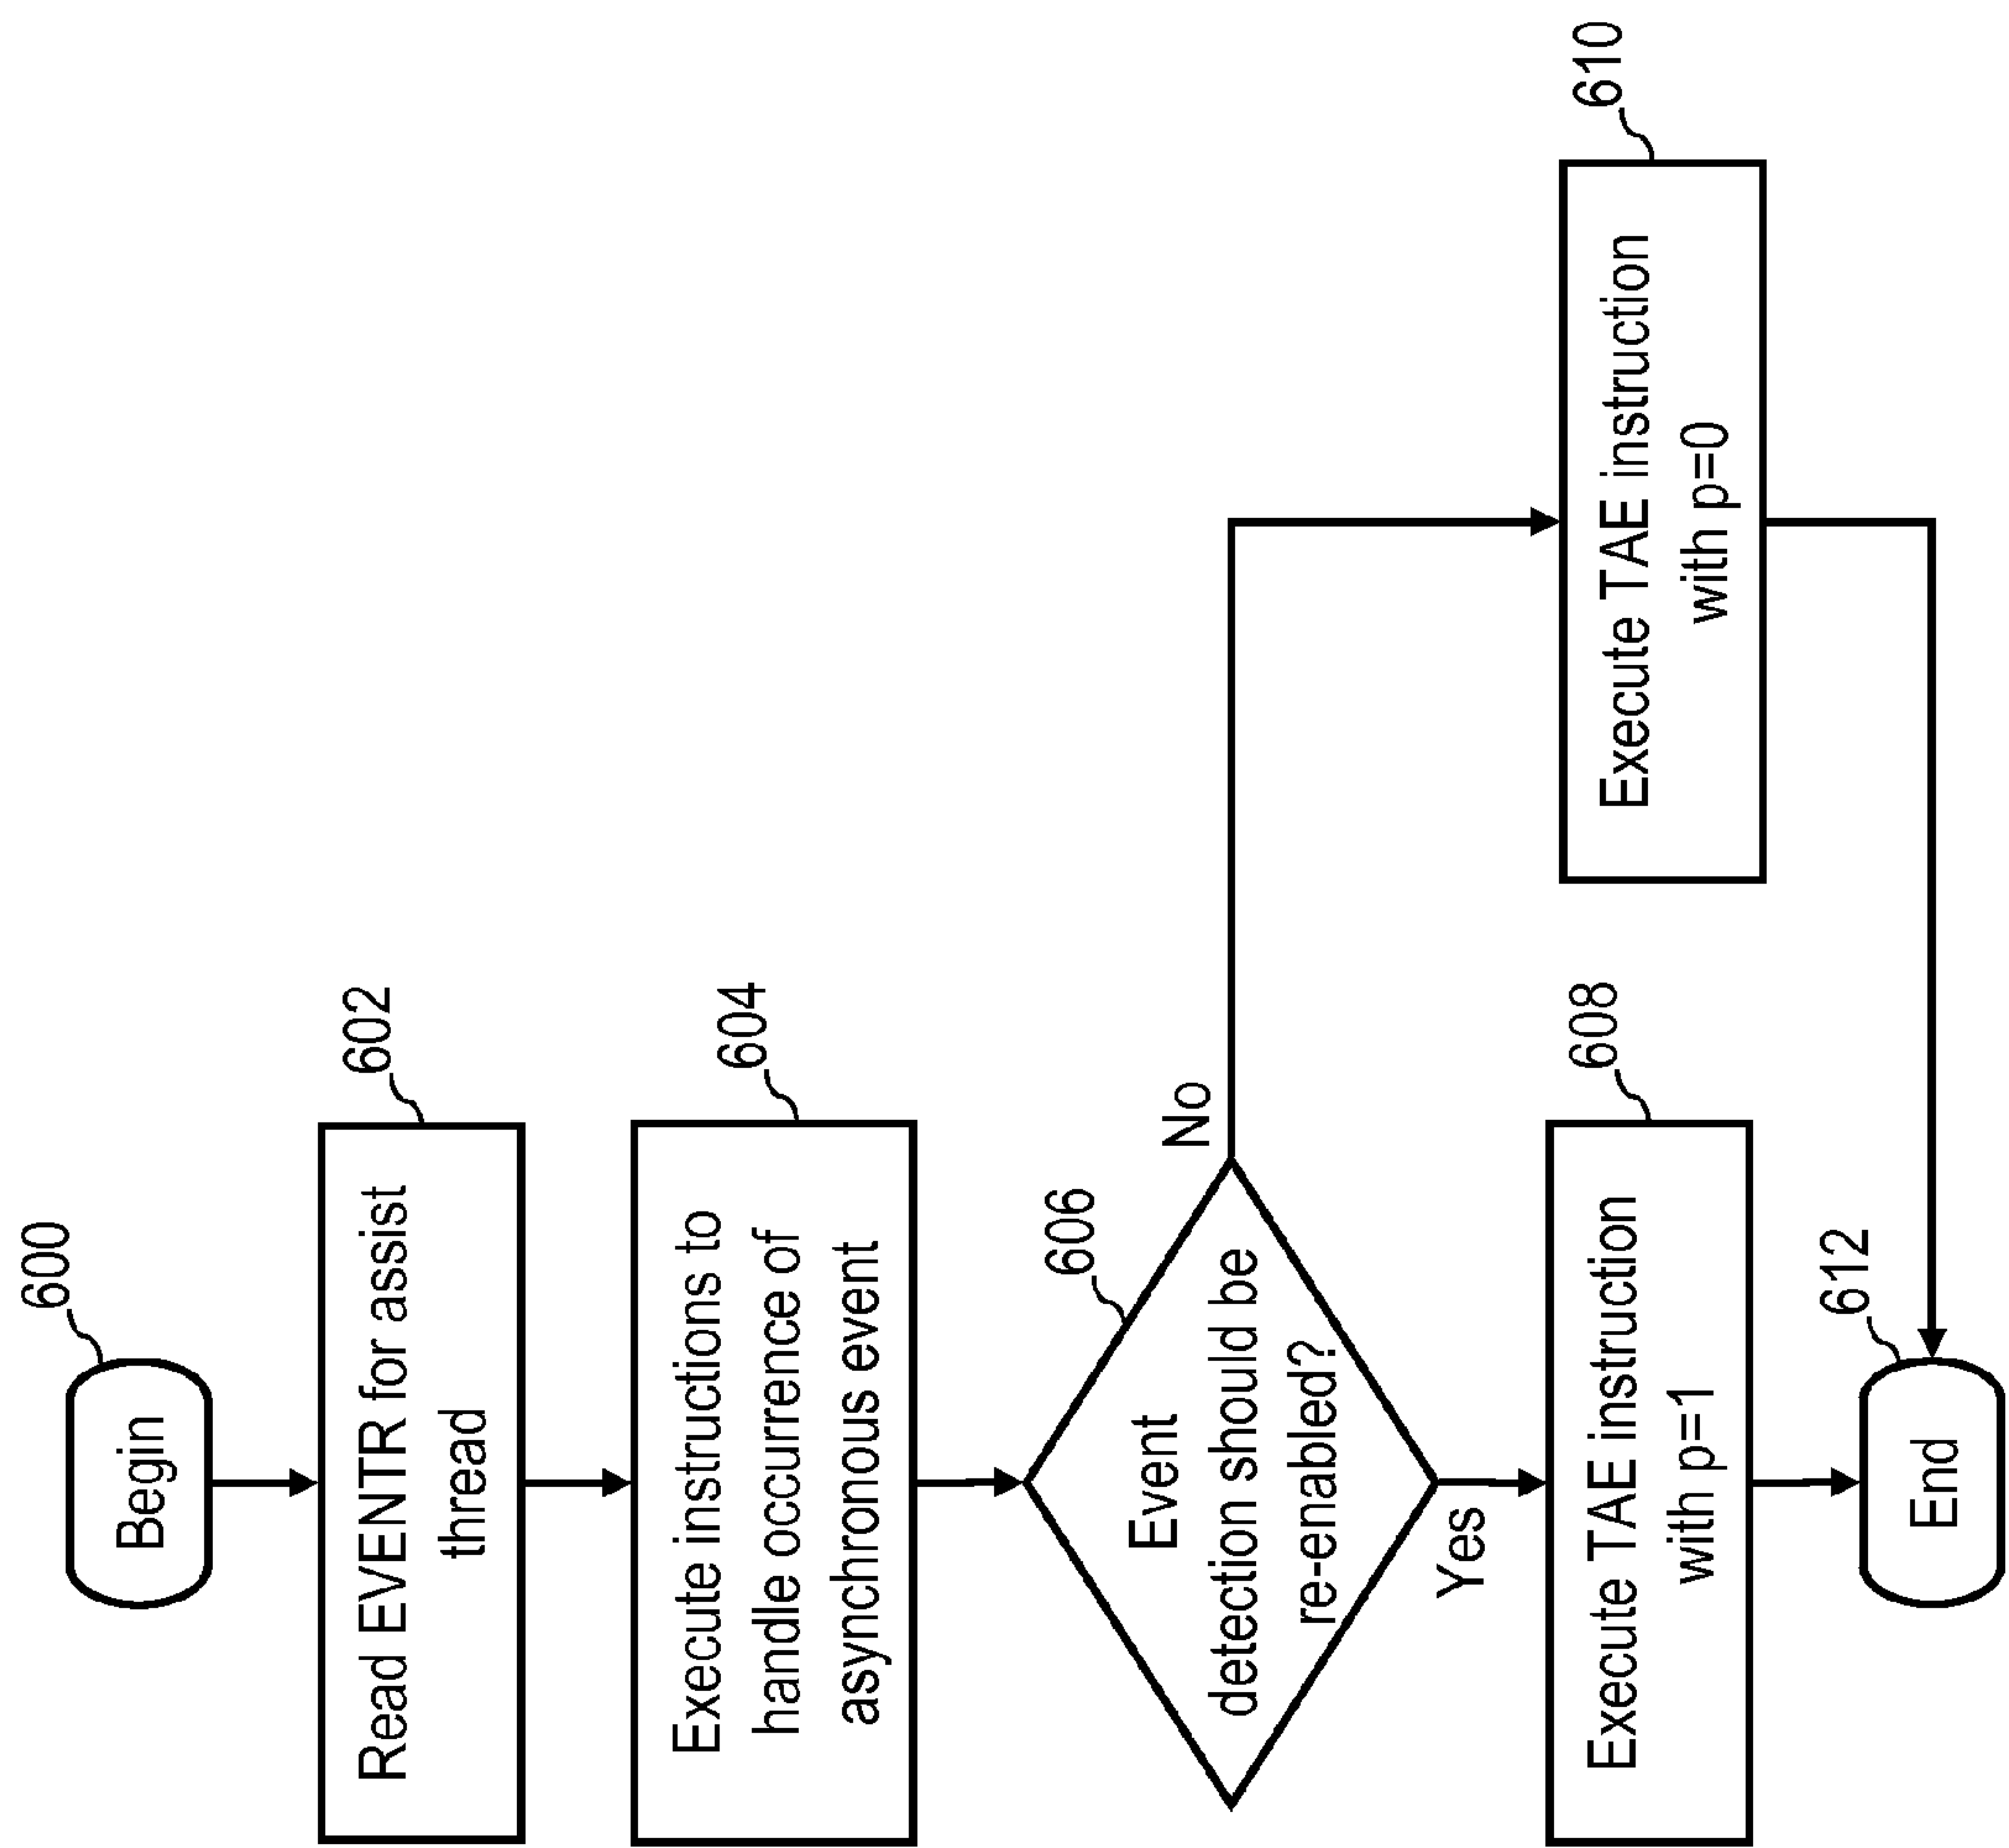 600
Begin
602
Read EVENTR for assist
thread
604
Execute instructions to
handle occurrence of
asynchronous event
606
Event
detection should be
re-enabled?
No
Yes
608
Execute TAE instruction
with p=1
610
Execute TAE instruction
with p=0
612
End